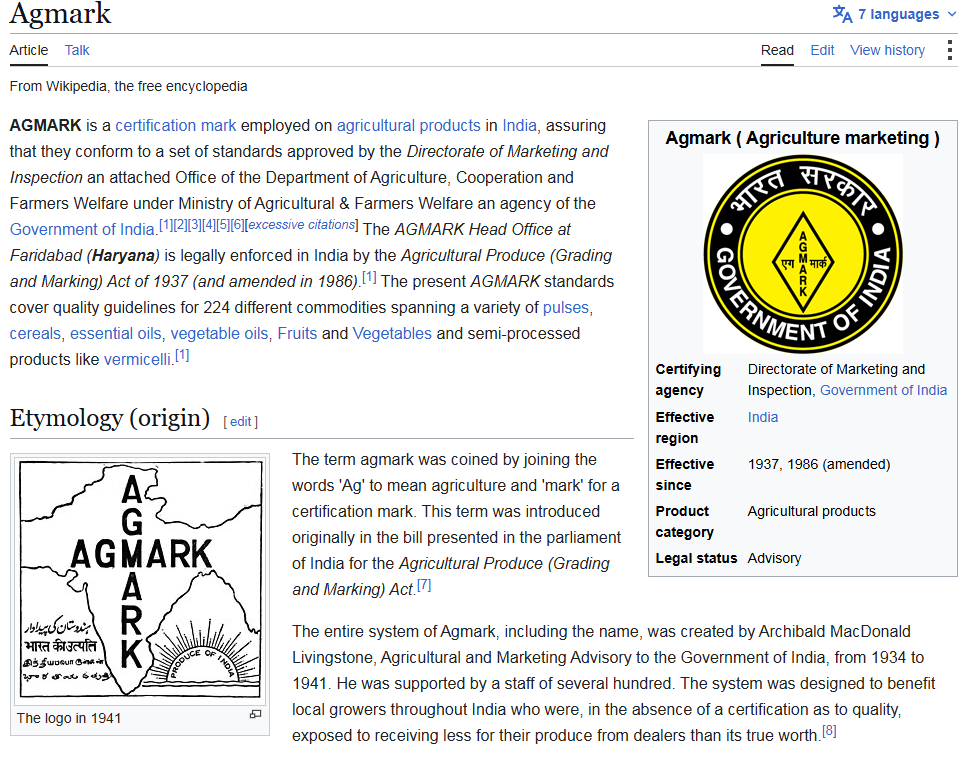 Agmark
7 languages
Article Talk
Read Edit View history
From Wikipedia, the free encyclopedia
AGMARK is a certification mark employed on agricultural products in India, assuring
that they conform to a set of standards approved by the Directorate of Marketing and
Inspection an attached Office of the Department of Agriculture, Cooperation and
Farmers Welfare under Ministry of Agricultural & Farmers Welfare an agency of the
Government of India.[1][2][3][4][5][6][excessive citations] The AGMARK Head Office at
Faridabad (Haryana) is legally enforced in India by the Agricultural Produce (Grading
and Marking) Act of 1937 (and amended in 1986).[1] The present AGMARK standards
cover quality guidelines for 224 different commodities spanning a variety of pulses,
cereals, essential oils, vegetable oils, Fruits and Vegetables and semi-processed
products like vermicelli.[1]
Agmark ( Agriculture marketing )
भारत सरकार
AGMARK
एग मार्क
GOVERNMENT OF INDIA
Certifying agency
Directorate of Marketing and
Inspection, Government of India
Effective region
India
Effective since
1937, 1986 (amended)
Product category
Agricultural products
Legal status Advisory
Etymology (origin) [ edit ]
AGMARK
AGMARK
ہندوستان کی پیداوار
भारत की उत्पत्ति
PRODUCE OF INDIA
The logo in 1941
The term agmark was coined by joining the
words 'Ag' to mean agriculture and 'mark' for a
certification mark. This term was introduced
originally in the bill presented in the parliament
of India for the Agricultural Produce (Grading
and Marking) Act.[7]
The entire system of Agmark, including the name, was created by Archibald MacDonald
Livingstone, Agricultural and Marketing Advisory to the Government of India, from 1934 to
1941. He was supported by a staff of several hundred. The system was designed to benefit
local growers throughout India who were, in the absence of a certification as to quality,
exposed to receiving less for their produce from dealers than its true worth.[8]